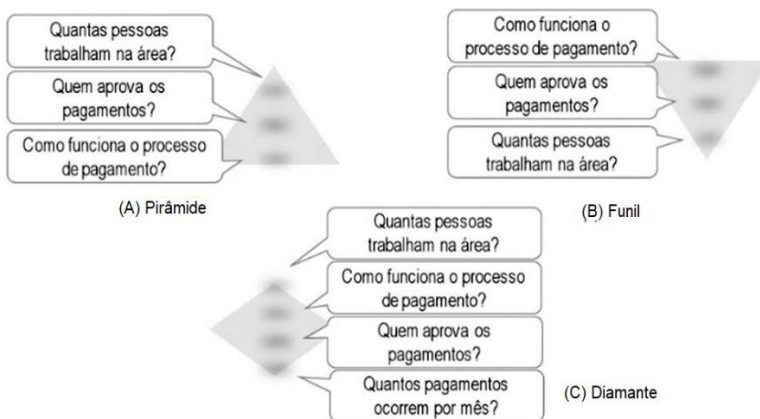 Quantas pessoas
trabalham na área?
Quem aprova os
pagamentos?
Como funciona o processo
de pagamento?
(A) Pirâmide
Como funciona o
processo de pagamento?
Quem aprova os
pagamentos?
Quantas pessoas
trabalham na área?
(B) Funil
Quantas pessoas
trabalham na área?
Como funciona o processo
de pagamento?
Quem aprova os
pagamentos?
Quantos pagamentos
ocorrem por mês?
(C) Diamante